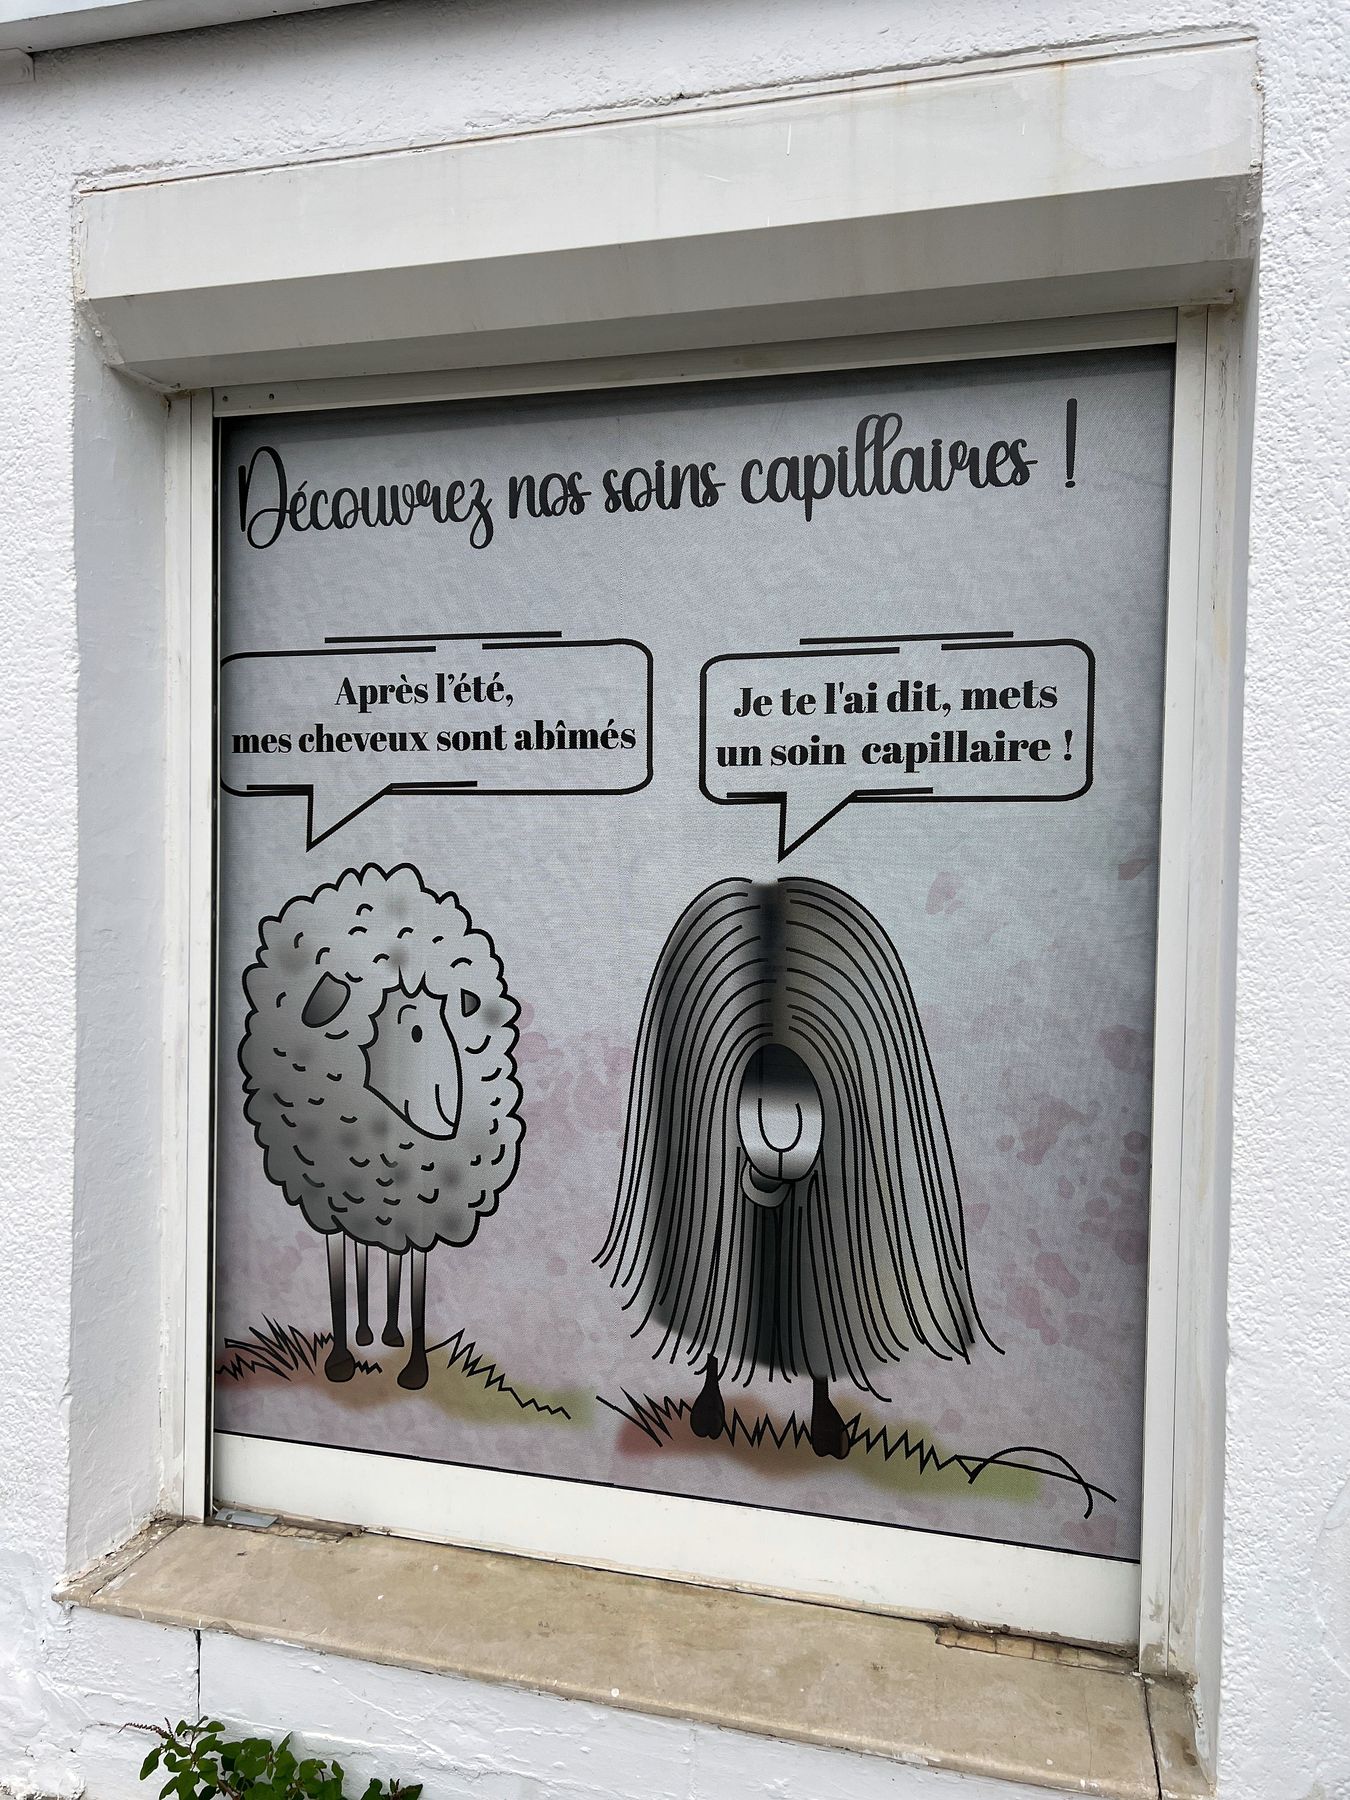 Découvrez nos soins capillaires !
Après l’été,
mes cheveux sont abîmés
Je te l'ai dit, mets
un soin capillaire !